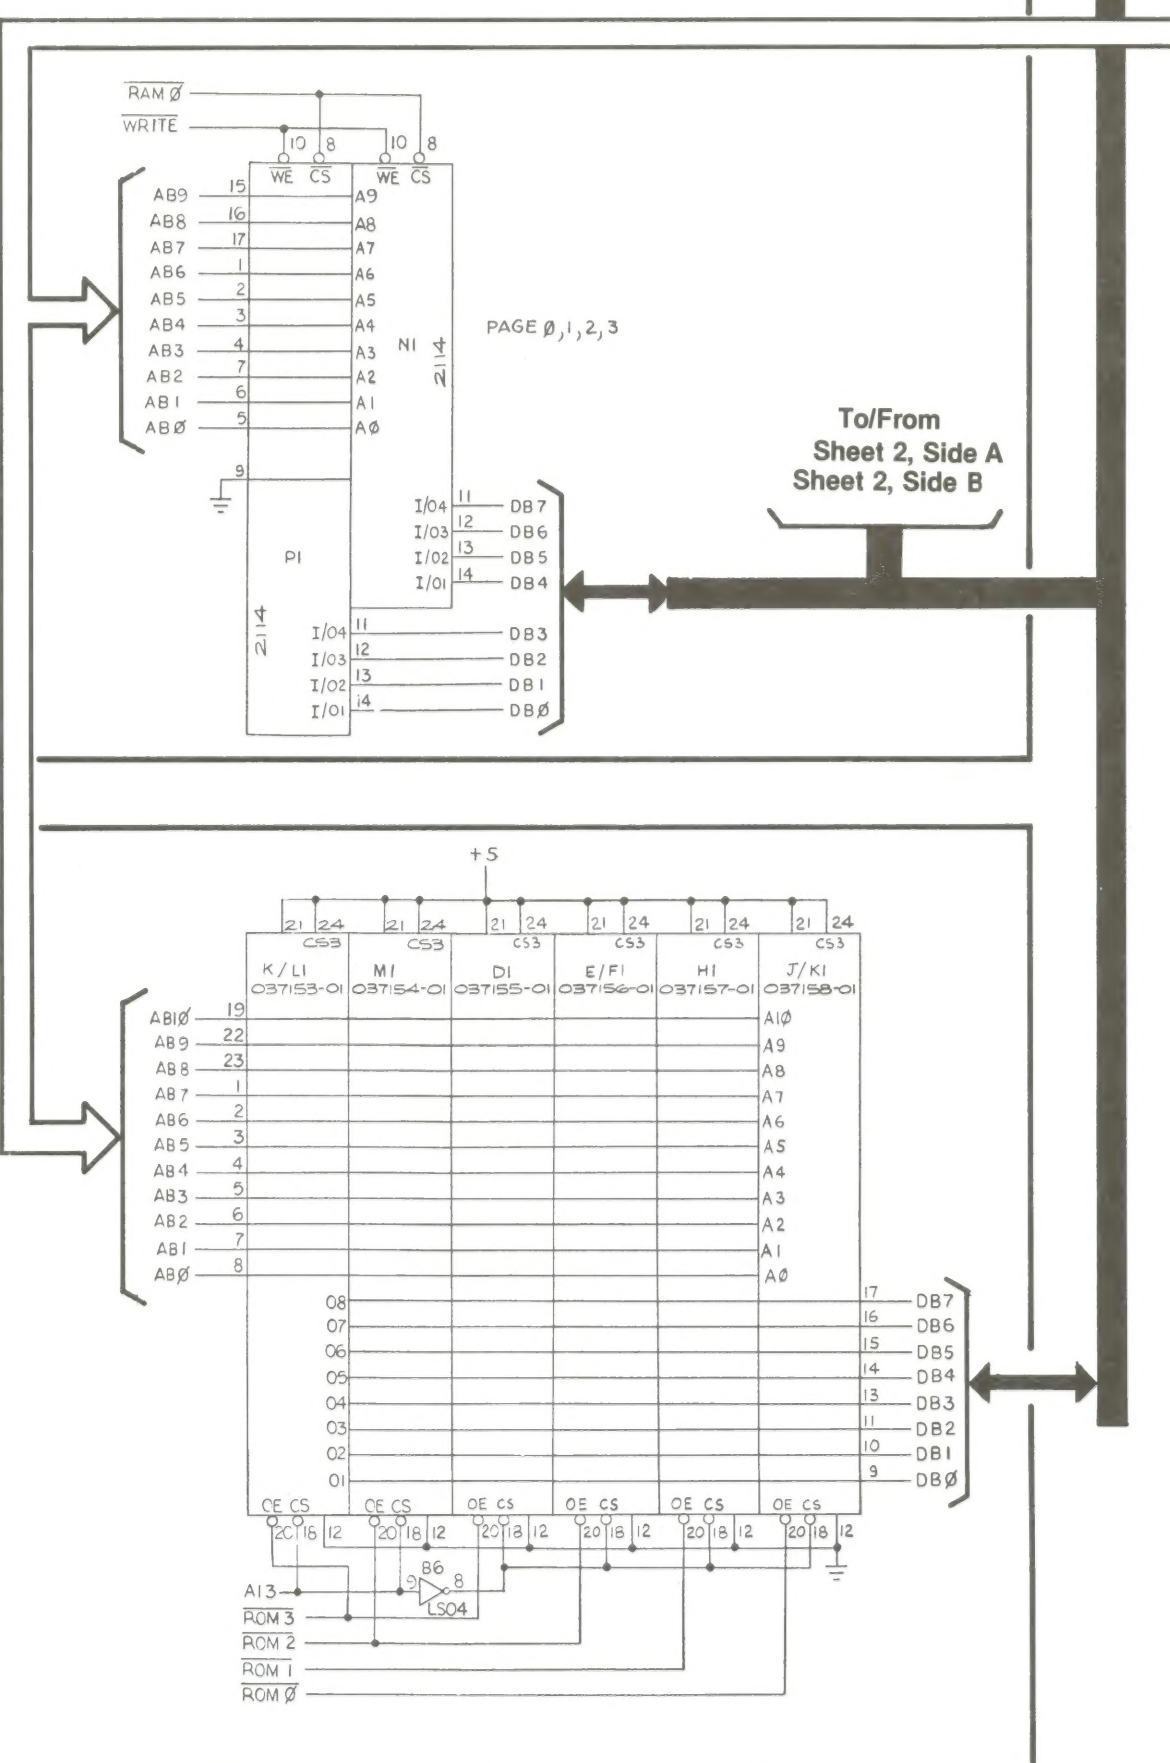 RAM Ø
WRITE
10 8 10 8
WE CS WE CS
AB9 15 A9
AB8 16 A8
AB7 17 A7
AB6 1 A6
AB5 2 A5
AB4 3 A4
AB3 4 A3
AB2 7 A2
AB1 6 A1
ABØ 5 AØ
N1
2114
PAGE Ø,1,2,3
9
To/From
Sheet 2, Side A
Sheet 2, Side B
I/04 11 DB7
I/03 12 DB6
I/02 13 DB5
I/01 14 DB4
P1
2114
I/04 11 DB3
I/03 12 DB2
I/02 13 DB1
I/01 14 DBØ
+5
21 24 21 24 21 24 21 24 21 24 21 24
CS3 CS3 CS3 CS3 CS3 CS3
K/L1 M1 D1 E/F1 H1 J/K1
037153-01 037154-01 037155-01 037156-01 037157-01 037158-01
AB1Ø 19 A1Ø
AB9 22 A9
AB8 23 A8
AB7 1 A7
AB6 2 A6
AB5 3 A5
AB4 4 A4
AB3 5 A3
AB2 6 A2
AB1 7 A1
ABØ 8 AØ
08 17 DB7
07 16 DB6
06 15 DB5
05 14 DB4
04 13 DB3
03 11 DB2
02 10 DB1
01 9 DBØ
OE CS OE CS OE CS OE CS OE CS OE CS
20 18 12 20 18 12 20 18 12 20 18 12 20 18 12 20 18 12
B6
A13 9 8
LS04
ROM 3
ROM 2
ROM 1
ROM Ø